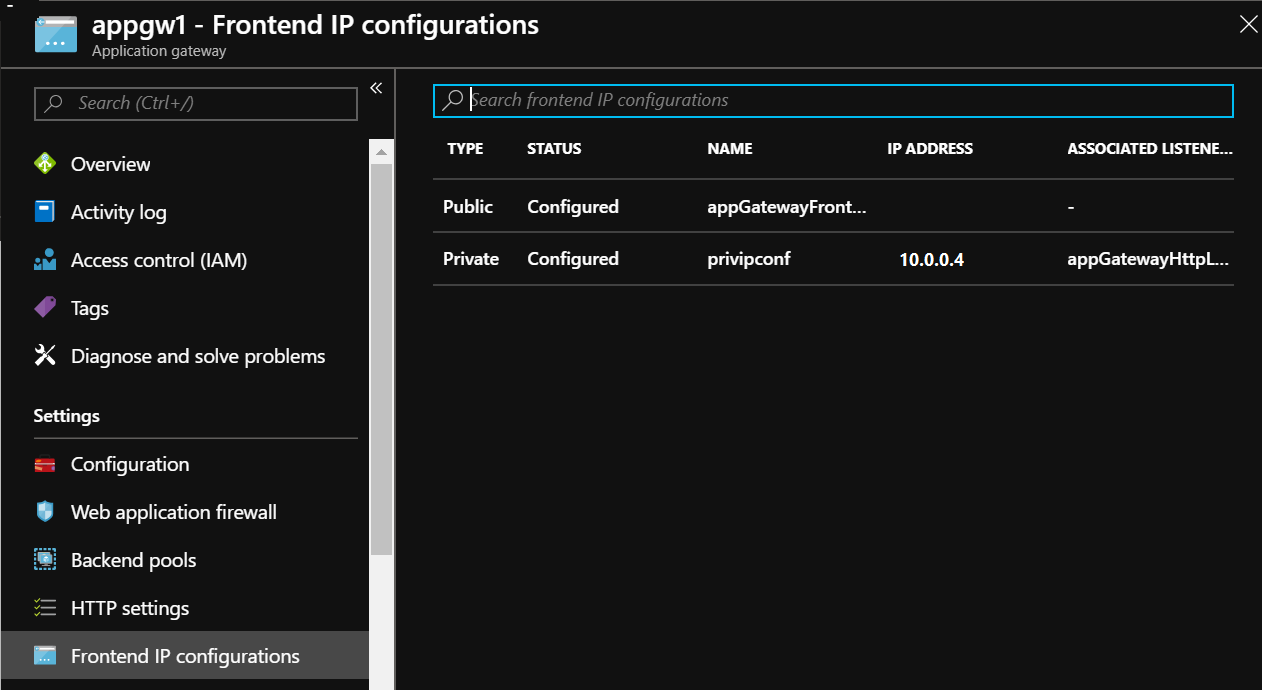 appgw1 - Frontend IP configurations
Application gateway
Search (Ctrl+/)
«
Overview
Activity log
Access control (IAM)
Tags
Diagnose and solve problems
Settings
Configuration
Web application firewall
Backend pools
HTTP settings
Frontend IP configurations
Search frontend IP configurations
TYPE STATUS NAME IP ADDRESS ASSOCIATED LISTENE...
Public Configured appGatewayFront... -
Private Configured privipconf 10.0.0.4 appGatewayHttpL...